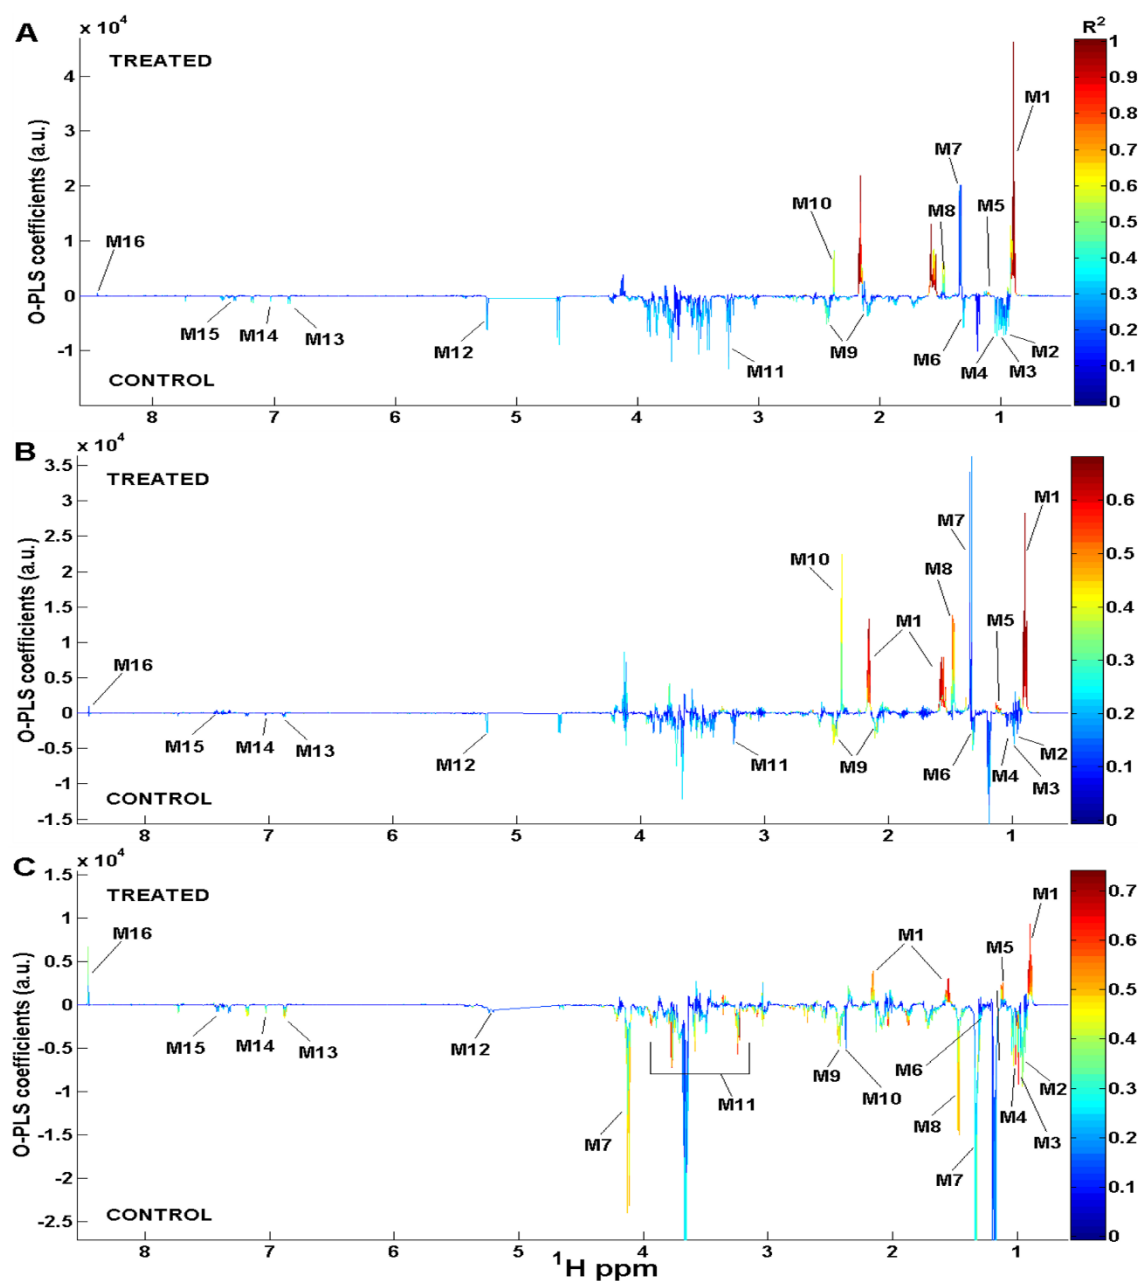 A
x 10⁴
R²
TREATED
CONTROL
O-PLS coefficients (a.u.)
4
3
2
1
0
-1
8 7 6 5 4 3 2 1
1
0.9
0.8
0.7
0.6
0.5
0.4
0.3
0.2
0.1
0
M16
M15
M14
M13
M12
M11
M10
M9
M8
M7
M6
M5
M4
M3
M2
M1
B
x 10⁴
TREATED
CONTROL
O-PLS coefficients (a.u.)
3.5
3
2.5
2
1.5
1
0.5
0
-0.5
-1
-1.5
8 7 6 5 4 3 2 1
0.6
0.5
0.4
0.3
0.2
0.1
0
M16
M15
M14
M13
M12
M11
M10
M9
M1
M8
M7
M6
M5
M4
M3
M2
M1
C
x 10⁴
TREATED
CONTROL
O-PLS coefficients (a.u.)
1.5
1
0.5
0
-0.5
-1
-1.5
-2
-2.5
8 7 6 5 4 3 2 1
0.7
0.6
0.5
0.4
0.3
0.2
0.1
0
M16
M15
M14
M13
M12
M7
M11
M1
M9
M10
M8
M7
M6
M5
M4
M3
M2
M1
¹H ppm